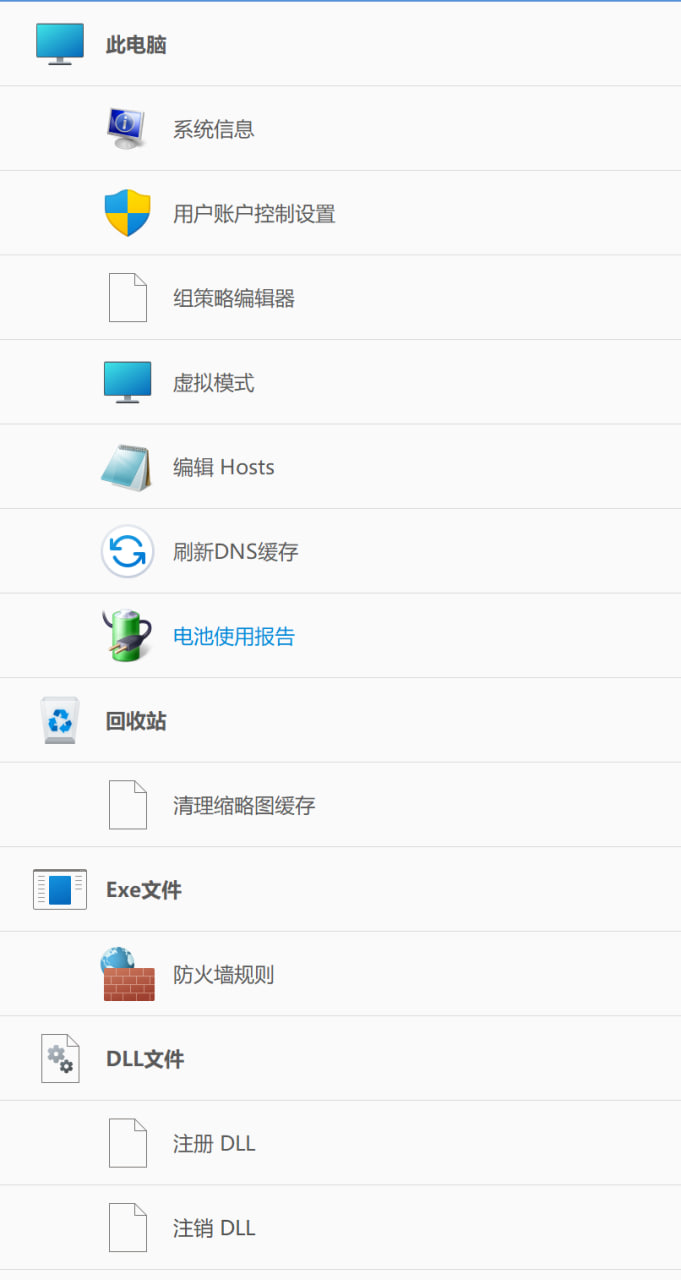 此电脑
系统信息
用户账户控制设置
组策略编辑器
虚拟模式
编辑 Hosts
刷新DNS缓存
电池使用报告
回收站
清理缩略图缓存
Exe文件
防火墙规则
DLL文件
注册 DLL
注销 DLL